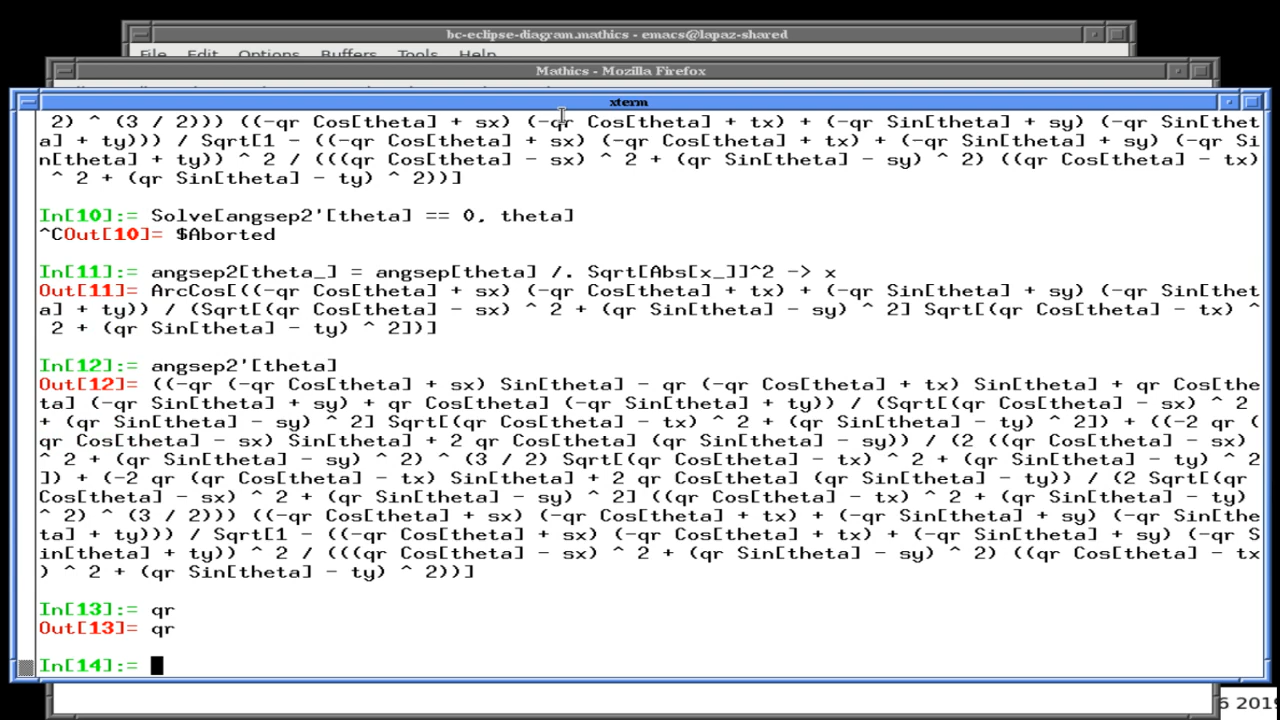 bc-eclipse-diagram.mathics - emacs@lapaz-shared
File Edit Options Buffers Tools Help
Mathics - Mozilla Firefox
xterm
2) ^ (3 / 2))) ((-qr Cos[theta] + sx) (-qr Cos[theta] + tx) + (-qr Sin[theta] + sy) (-qr Sin[thet
a] + ty))) / Sqrt[1 - ((-qr Cos[theta] + sx) (-qr Cos[theta] + tx) + (-qr Sin[theta] + sy) (-qr Si
n[theta] + ty)) ^ 2 / (((qr Cos[theta] - sx) ^ 2 + (qr Sin[theta] - sy) ^ 2) ((qr Cos[theta] - tx)
^ 2 + (qr Sin[theta] - ty) ^ 2))]
In[10]:= Solve[angsep2'[theta] == 0, theta]
^COut[10]= $Aborted
In[11]:= angsep2[theta_] = angsep[theta] /. Sqrt[Abs[x_]]^2 -> x
Out[11]= ArcCos[((-qr Cos[theta] + sx) (-qr Cos[theta] + tx) + (-qr Sin[theta] + sy) (-qr Sin[thet
a] + ty)) / (Sqrt[(qr Cos[theta] - sx) ^ 2 + (qr Sin[theta] - sy) ^ 2] Sqrt[(qr Cos[theta] - tx) ^
2 + (qr Sin[theta] - ty) ^ 2])]
In[12]:= angsep2'[theta]
Out[12]= ((-qr (-qr Cos[theta] + sx) Sin[theta] - qr (-qr Cos[theta] + tx) Sin[theta] + qr Cos[the
ta] (-qr Sin[theta] + sy) + qr Cos[theta] (-qr Sin[theta] + ty)) / (Sqrt[(qr Cos[theta] - sx) ^ 2
+ (qr Sin[theta] - sy) ^ 2] Sqrt[(qr Cos[theta] - tx) ^ 2 + (qr Sin[theta] - ty) ^ 2]) + ((-2 qr (
qr Cos[theta] - sx) Sin[theta] + 2 qr Cos[theta] (qr Sin[theta] - sy)) / (2 ((qr Cos[theta] - sx)
^ 2 + (qr Sin[theta] - sy) ^ 2) ^ (3 / 2) Sqrt[(qr Cos[theta] - tx) ^ 2 + (qr Sin[theta] - ty) ^ 2
]) + (-2 qr (qr Cos[theta] - tx) Sin[theta] + 2 qr Cos[theta] (qr Sin[theta] - ty)) / (2 Sqrt[(qr
Cos[theta] - sx) ^ 2 + (qr Sin[theta] - sy) ^ 2] ((qr Cos[theta] - tx) ^ 2 + (qr Sin[theta] - ty)
^ 2) ^ (3 / 2))) ((-qr Cos[theta] + sx) (-qr Cos[theta] + tx) + (-qr Sin[theta] + sy) (-qr Sin[the
ta] + ty))) / Sqrt[1 - ((-qr Cos[theta] + sx) (-qr Cos[theta] + tx) + (-qr Sin[theta] + sy) (-qr S
in[theta] + ty)) ^ 2 / (((qr Cos[theta] - sx) ^ 2 + (qr Sin[theta] - sy) ^ 2) ((qr Cos[theta] - tx
) ^ 2 + (qr Sin[theta] - ty) ^ 2))]
In[13]:= qr
Out[13]= qr
In[14]:=